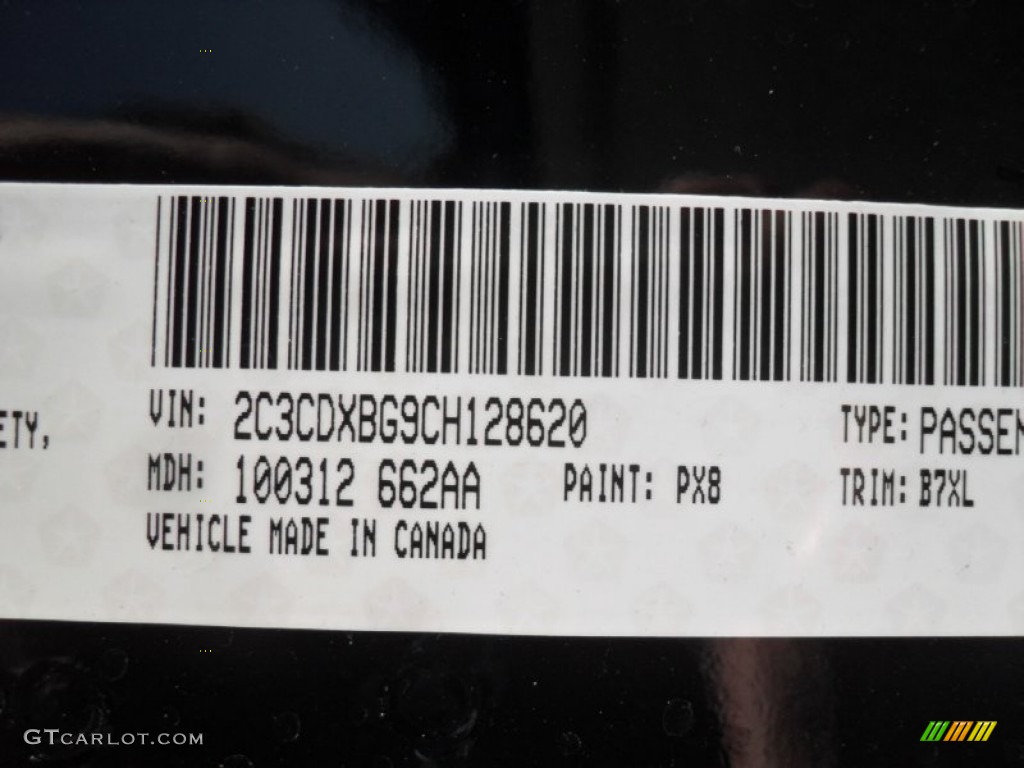 ETY,
VIN: 2C3CDXBG9CH128620
TYPE: PASSEN
MDH: 100312 662AA
PAINT: PX8
TRIM: B7XL
VEHICLE MADE IN CANADA
GTCARLOT.COM